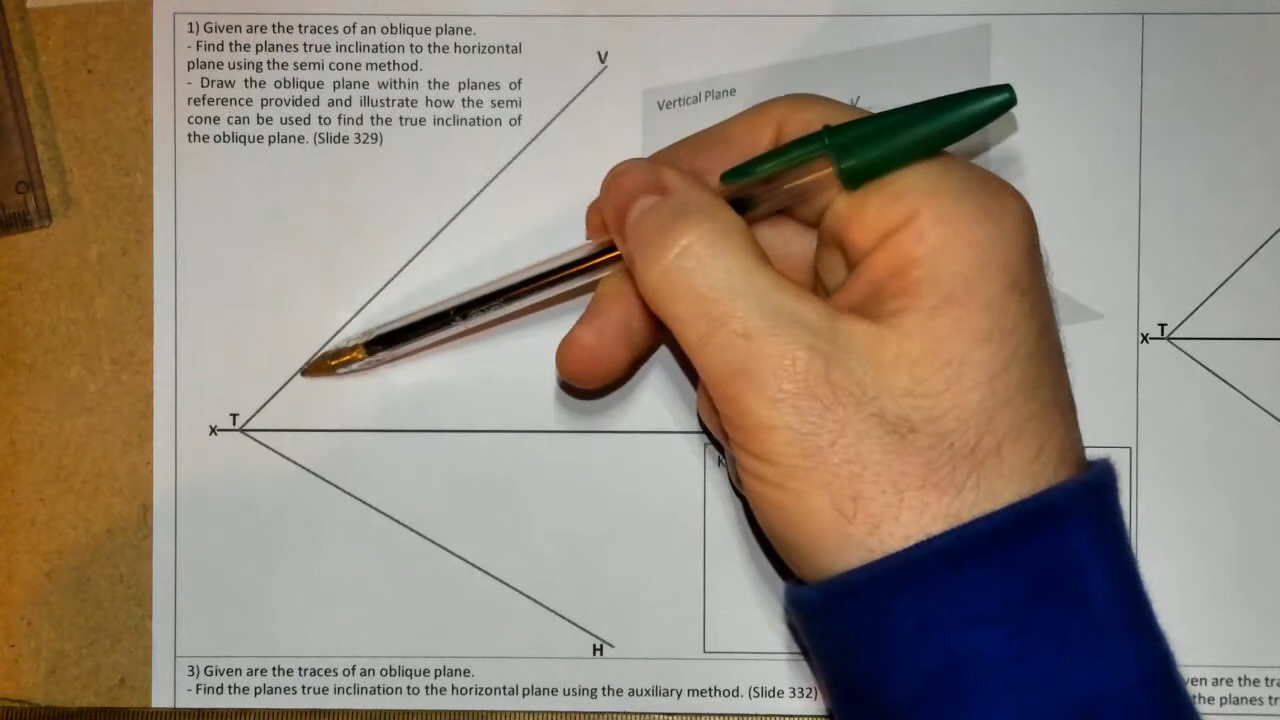 1) Given are the traces of an oblique plane.
- Find the planes true inclination to the horizontal
plane using the semi cone method.
- Draw the oblique plane within the planes of
reference provided and illustrate how the semi
cone can be used to find the true inclination of
the oblique plane. (Slide 329)
V
Vertical Plane
V
T
X
H
T
X
3) Given are the traces of an oblique plane.
- Find the planes true inclination to the horizontal plane using the auxiliary method. (Slide 332)
are the
the planes
O